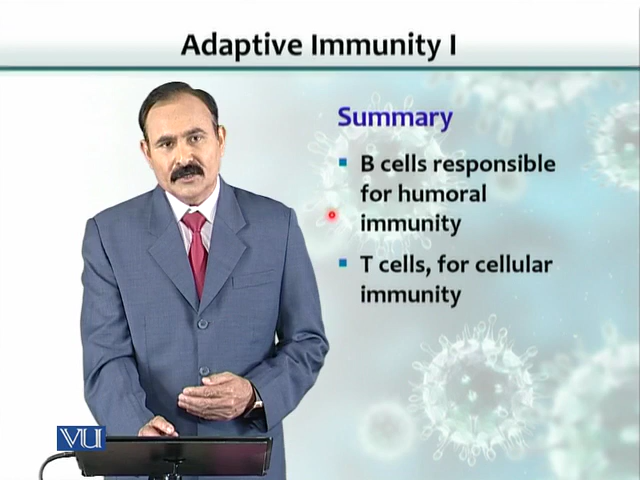 Adaptive Immunity I
Summary
B cells responsible
for humoral
immunity
T cells, for cellular
immunity
VU